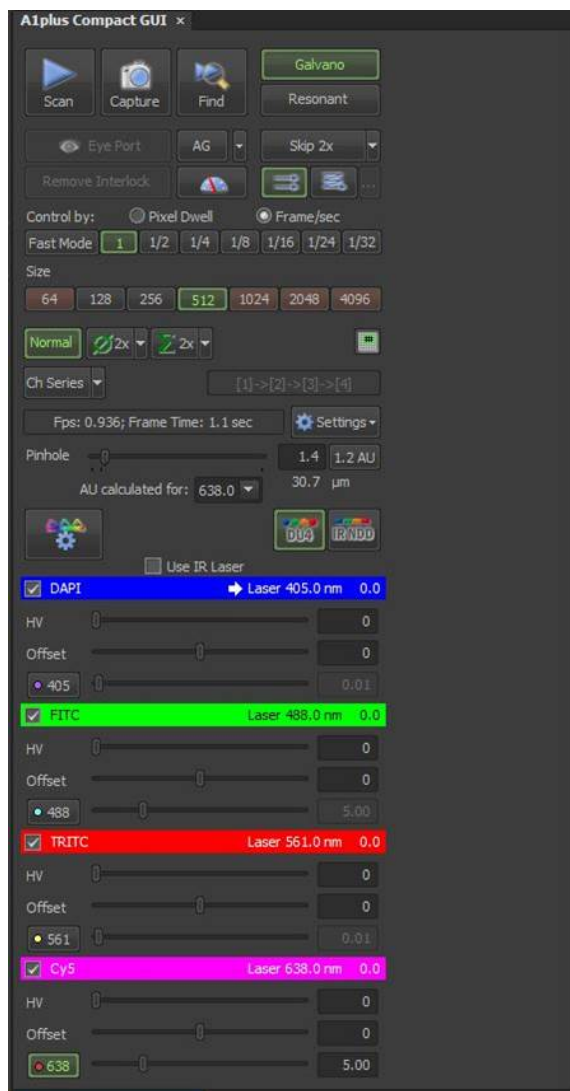 A1plus Compact GUI ×
Galvano
Scan Capture Find Resonant
Eye Port AG Skip 2x
Remove Interlock ...
Control by: Pixel Dwell Frame/sec
Fast Mode 1 1/2 1/4 1/8 1/16 1/24 1/32
Size
64 128 256 512 1024 2048 4096
Normal 2x 2x
Ch Series [1]->[2]->[3]->[4]
Fps: 0.936; Frame Time: 1.1 sec Settings
Pinhole 1.4 1.2 AU
AU calculated for: 638.0 30.7 µm
DU4 IR NDD
Use IR Laser
DAPI Laser 405.0 nm 0.0
HV 0
Offset 0
405 0.01
FITC Laser 488.0 nm 0.0
HV 0
Offset 0
488 5.00
TRITC Laser 561.0 nm 0.0
HV 0
Offset 0
561 0.01
Cy5 Laser 638.0 nm 0.0
HV 0
Offset 0
638 5.00